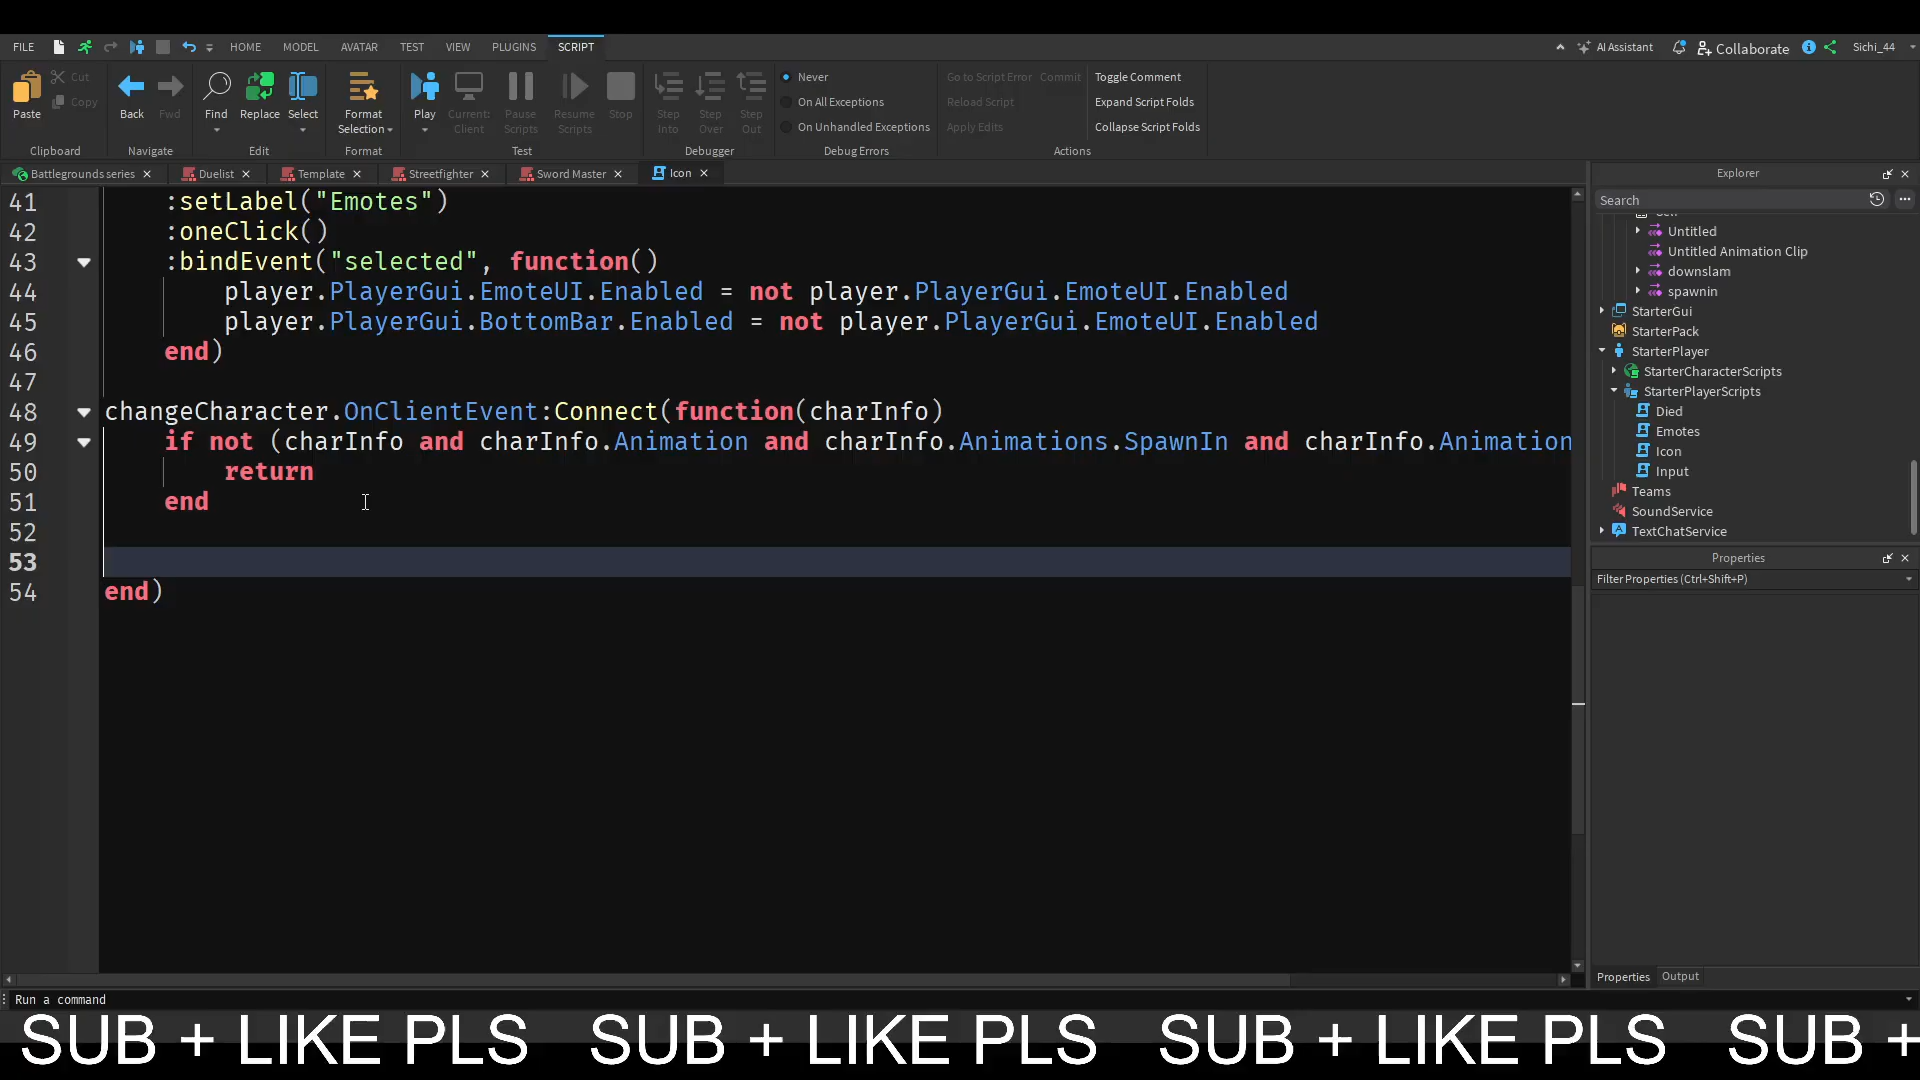 FILE HOME MODEL AVATAR TEST VIEW PLUGINS SCRIPT AI Assistant Collaborate Sichi_44
Paste Cut Copy Back Fwd Find Replace Select Format Selection Play Current: Client Pause Scripts Resume Scripts Stop Step Into Step Over Step Out
Never Go to Script Error Commit Toggle Comment
On All Exceptions Reload Script Expand Script Folds
On Unhandled Exceptions Apply Edits Collapse Script Folds
Clipboard Navigate Edit Format Test Debugger Debug Errors Actions
Battlegrounds series Duelist Template Streetfighter Sword Master Icon
41 :setLabel("Emotes")
42 :oneClick()
43 :bindEvent("selected", function()
44 player.PlayerGui.EmoteUI.Enabled = not player.PlayerGui.EmoteUI.Enabled
45 player.PlayerGui.BottomBar.Enabled = not player.PlayerGui.EmoteUI.Enabled
46 end)
47
48 changeCharacter.OnClientEvent:Connect(function(charInfo)
49 if not (charInfo and charInfo.Animation and charInfo.Animations.SpawnIn and charInfo.Animation
50 return
51 end
52
53
54 end)
Explorer
Search
Untitled
Untitled Animation Clip
downslam
spawnin
StarterGui
StarterPack
StarterPlayer
StarterCharacterScripts
StarterPlayerScripts
Died
Emotes
Icon
Input
Teams
SoundService
TextChatService
Properties
Filter Properties (Ctrl+Shift+P)
Properties Output
Run a command
SUB + LIKE PLS SUB + LIKE PLS SUB + LIKE PLS SUB +